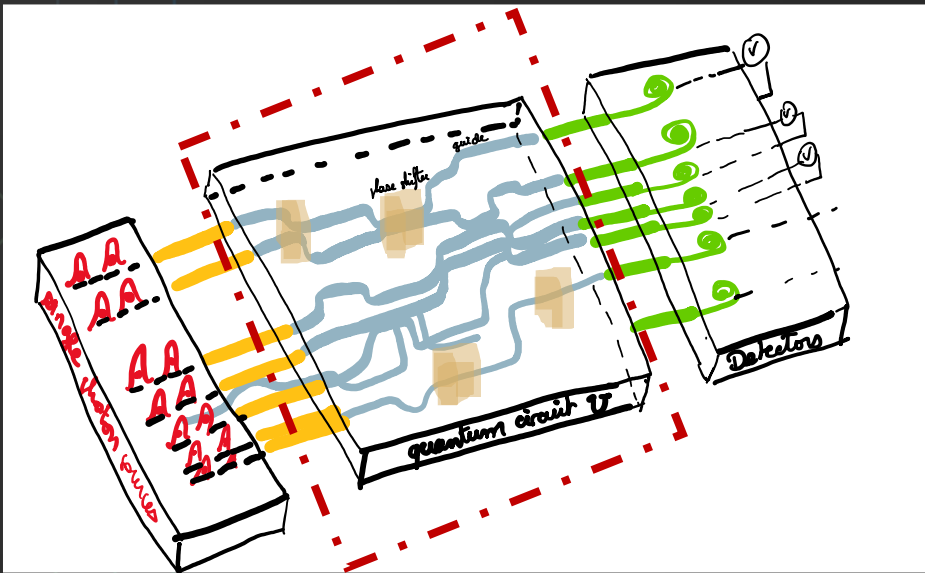 guide
phase shifter
single photon sources
quantum circuit U
Detectors